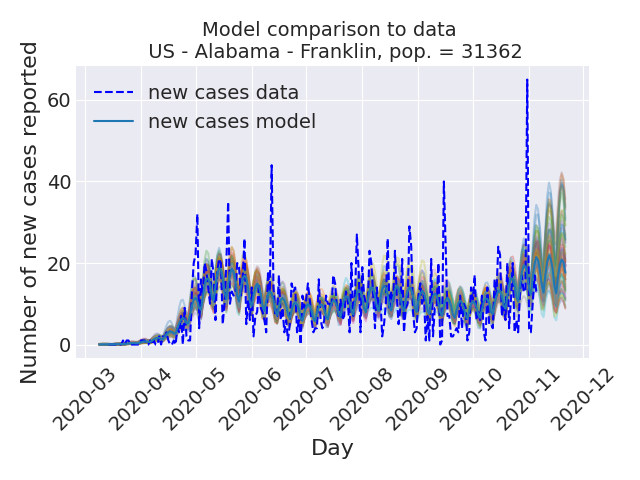 Model comparison to data
US - Alabama - Franklin, pop. = 31362
Number of new cases reported
60
40
20
0
new cases data
new cases model
2020-03
2020-04
2020-05
2020-06
2020-07
2020-08
2020-09
2020-10
2020-11
2020-12
Day